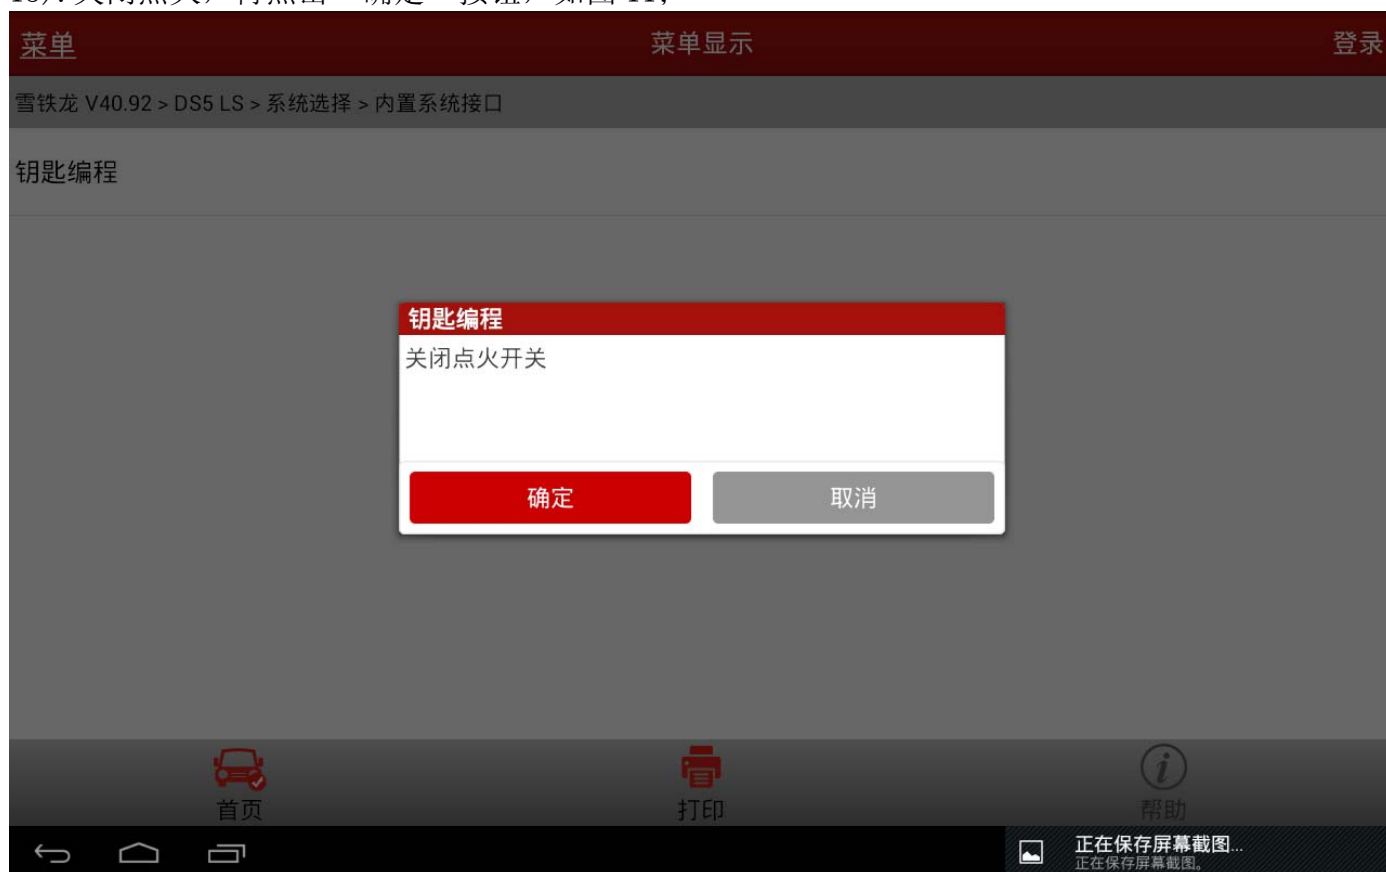 菜单
菜单显示
登录
雪铁龙 V40.92 > DS5 LS > 系统选择 > 内置系统接口
钥匙编程
钥匙编程
关闭点火开关
确定
取消
首页
打印
帮助
正在保存屏幕截图...
正在保存屏幕截图。